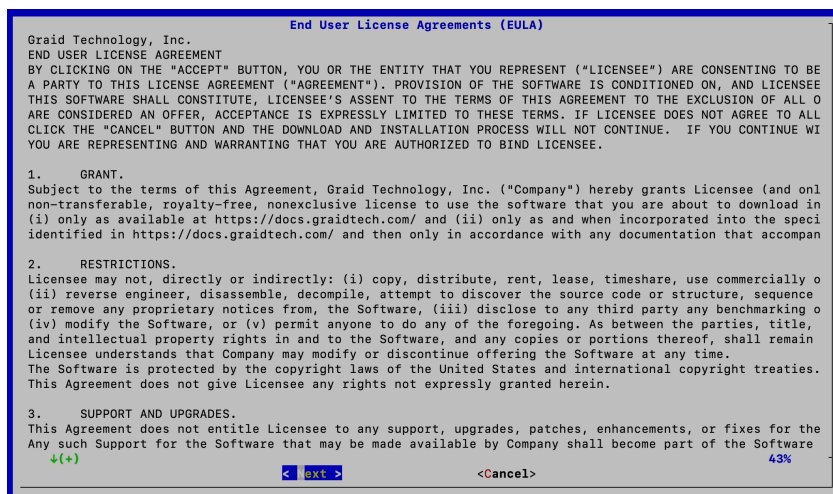 End User License Agreements (EULA)
Graid Technology, Inc.
END USER LICENSE AGREEMENT
BY CLICKING ON THE "ACCEPT" BUTTON, YOU OR THE ENTITY THAT YOU REPRESENT (“LICENSEE”) ARE CONSENTING TO BE
A PARTY TO THIS LICENSE AGREEMENT ("AGREEMENT"). PROVISION OF THE SOFTWARE IS CONDITIONED ON, AND LICENSEE
THIS SOFTWARE SHALL CONSTITUTE, LICENSEE’S ASSENT TO THE TERMS OF THIS AGREEMENT TO THE EXCLUSION OF ALL O
ARE CONSIDERED AN OFFER, ACCEPTANCE IS EXPRESSLY LIMITED TO THESE TERMS. IF LICENSEE DOES NOT AGREE TO ALL
CLICK THE "CANCEL" BUTTON AND THE DOWNLOAD AND INSTALLATION PROCESS WILL NOT CONTINUE.  IF YOU CONTINUE WI
YOU ARE REPRESENTING AND WARRANTING THAT YOU ARE AUTHORIZED TO BIND LICENSEE.
1. GRANT.
Subject to the terms of this Agreement, Graid Technology, Inc. ("Company") hereby grants Licensee (and onl
non-transferable, royalty-free, nonexclusive license to use the software that you are about to download in
(i) only as available at https://docs.graidtech.com/ and (ii) only as and when incorporated into the speci
identified in https://docs.graidtech.com/ and then only in accordance with any documentation that accompan
2. RESTRICTIONS.
Licensee may not, directly or indirectly: (i) copy, distribute, rent, lease, timeshare, use commercially o
(ii) reverse engineer, disassemble, decompile, attempt to discover the source code or structure, sequence
or remove any proprietary notices from, the Software, (iii) disclose to any third party any benchmarking o
(iv) modify the Software, or (v) permit anyone to do any of the foregoing. As between the parties, title,
and intellectual property rights in and to the Software, and any copies or portions thereof, shall remain
Licensee understands that Company may modify or discontinue offering the Software at any time.
The Software is protected by the copyright laws of the United States and international copyright treaties.
This Agreement does not give Licensee any rights not expressly granted herein.
3. SUPPORT AND UPGRADES.
This Agreement does not entitle Licensee to any support, upgrades, patches, enhancements, or fixes for the
Any such Support for the Software that may be made available by Company shall become part of the Software
↓(+) 43%
< Next > <Cancel>